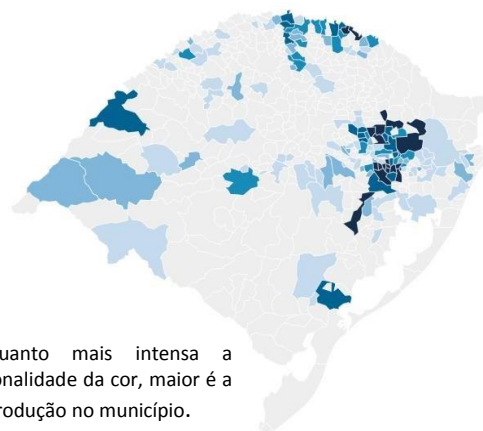 uanto mais intensa a
onalidade da cor, maior é a
rodução no município.